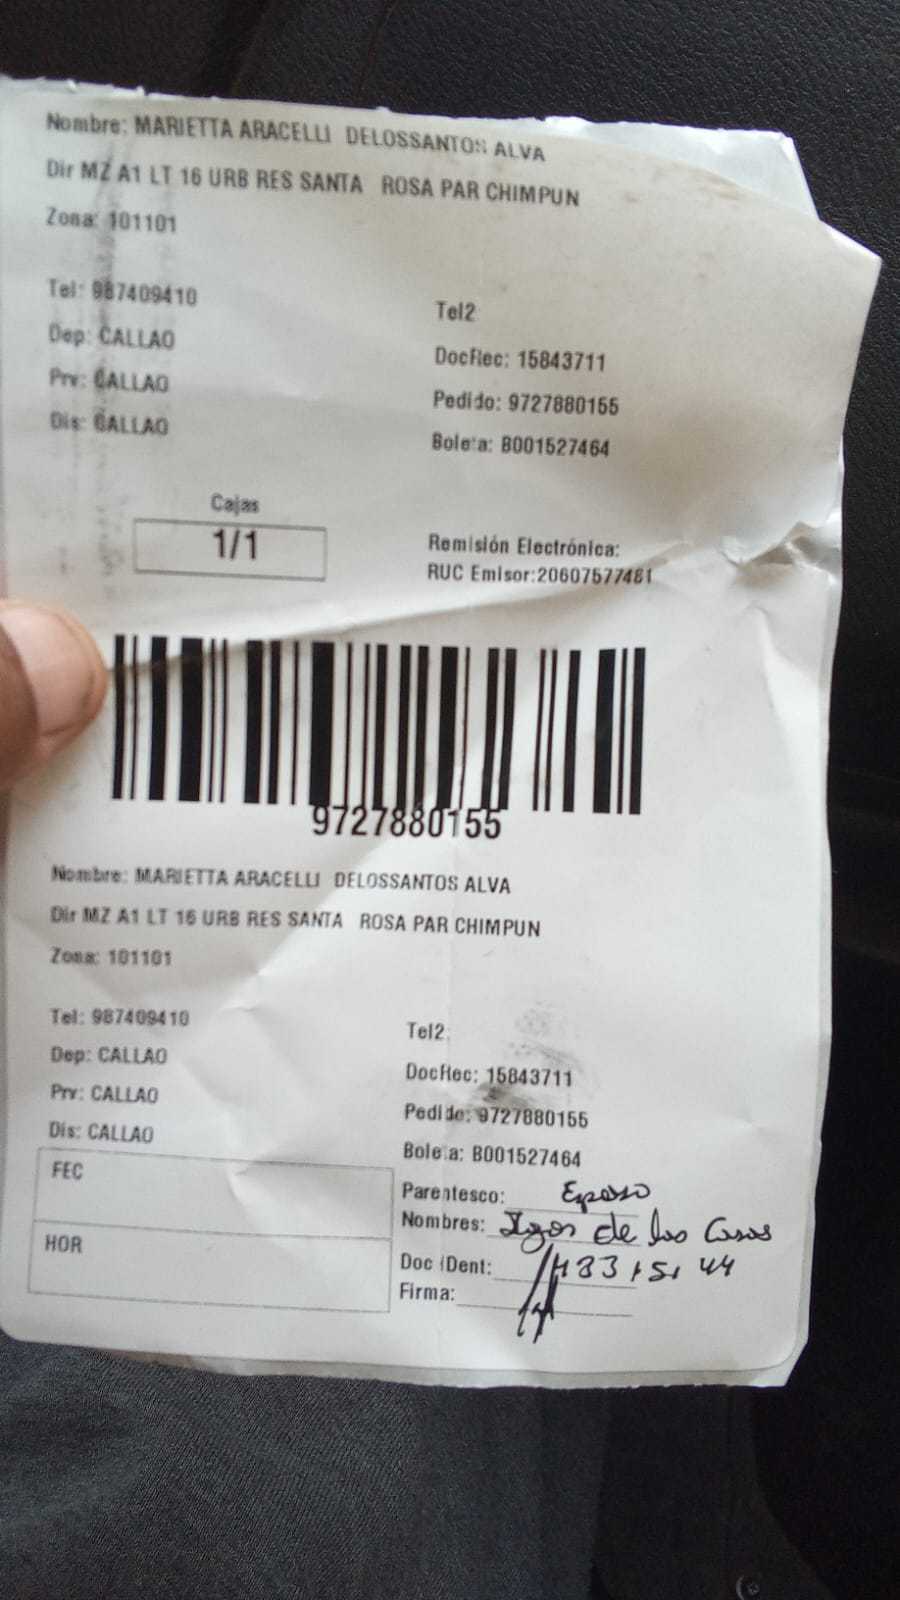 Nombre: MARIETTA ARACELLI DELOSSANTOS ALVA
Dir MZ A1 LT 16 URB RES SANTA ROSA PAR CHIMPUN
Zona: 101101
Tel: 987409410
Tel2
Dep: CALLAO
DocRec: 15843711
Prv: CALLAO
Pedido: 9727880155
Dis: CALLAO
Boleta: B001527464
Cajas
1/1
Remisión Electrónica:
RUC Emisor:20607577481
9727880155
Nombre: MARIETTA ARACELLI DELOSSANTOS ALVA
Dir MZ A1 LT 16 URB RES SANTA ROSA PAR CHIMPUN
Zona: 101101
Tel: 987409410
Tel2:
Dep: CALLAO
DocRec: 15843711
Prv: CALLAO
Pedido: 9727880155
Dis: CALLAO
Boleta: B001527464
FEC
Parentesco: Esposo
Nombres: de las Casas
HOR
Doc iDent:
Firma: